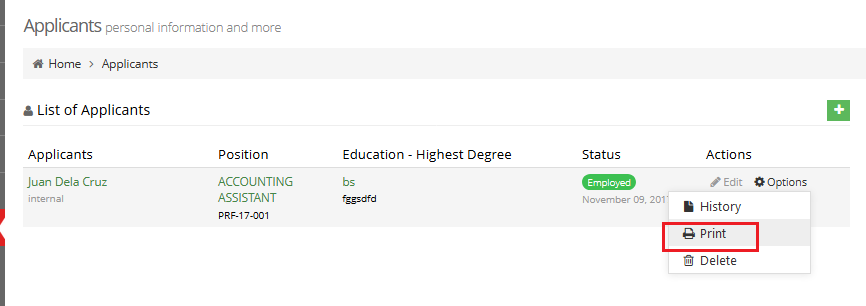 Applicants personal information and more
Home > Applicants
List of Applicants
Applicants Position Education - Highest Degree Status Actions
Juan Dela Cruz ACCOUNTING bs Employed Edit Options
internal ASSISTANT fggsdfd November 09, 201
PRF-17-001
History
Print
Delete